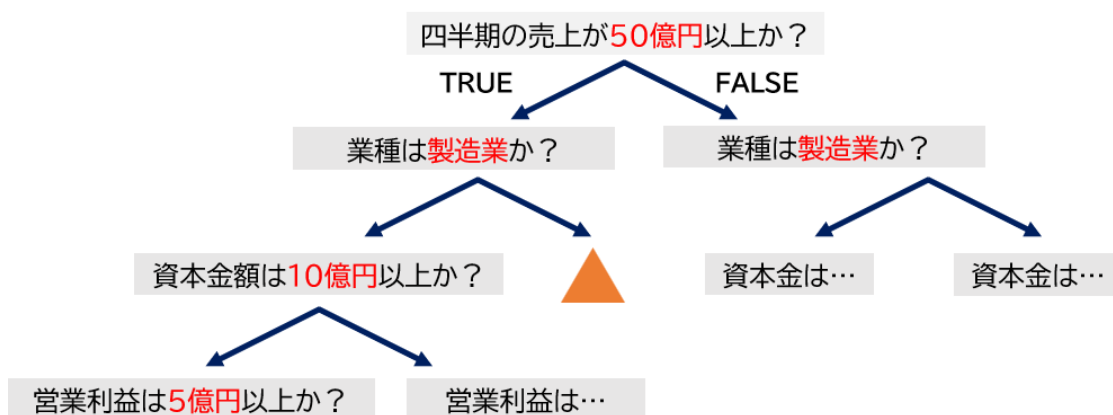 四半期の売上が50億円以上か？
TRUE
FALSE
業種は製造業か？
業種は製造業か？
資本金額は10億円以上か？
資本金は…
資本金は…
営業利益は5億円以上か？
営業利益は…